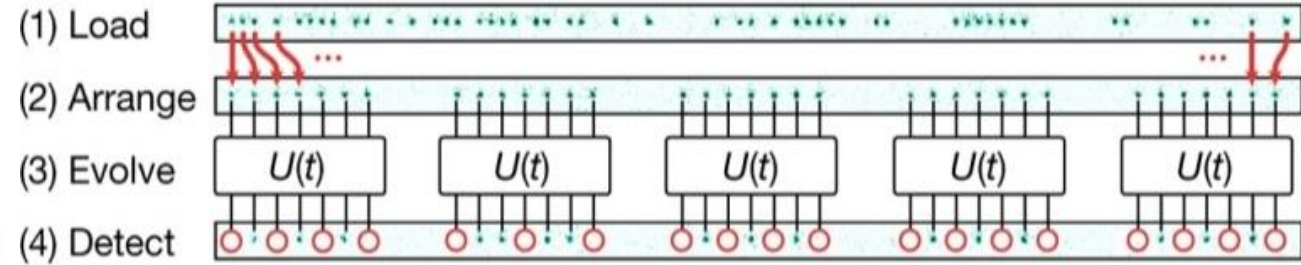 (1) Load
... ...
(2) Arrange
(3) Evolve U(t) U(t) U(t) U(t) U(t)
(4) Detect